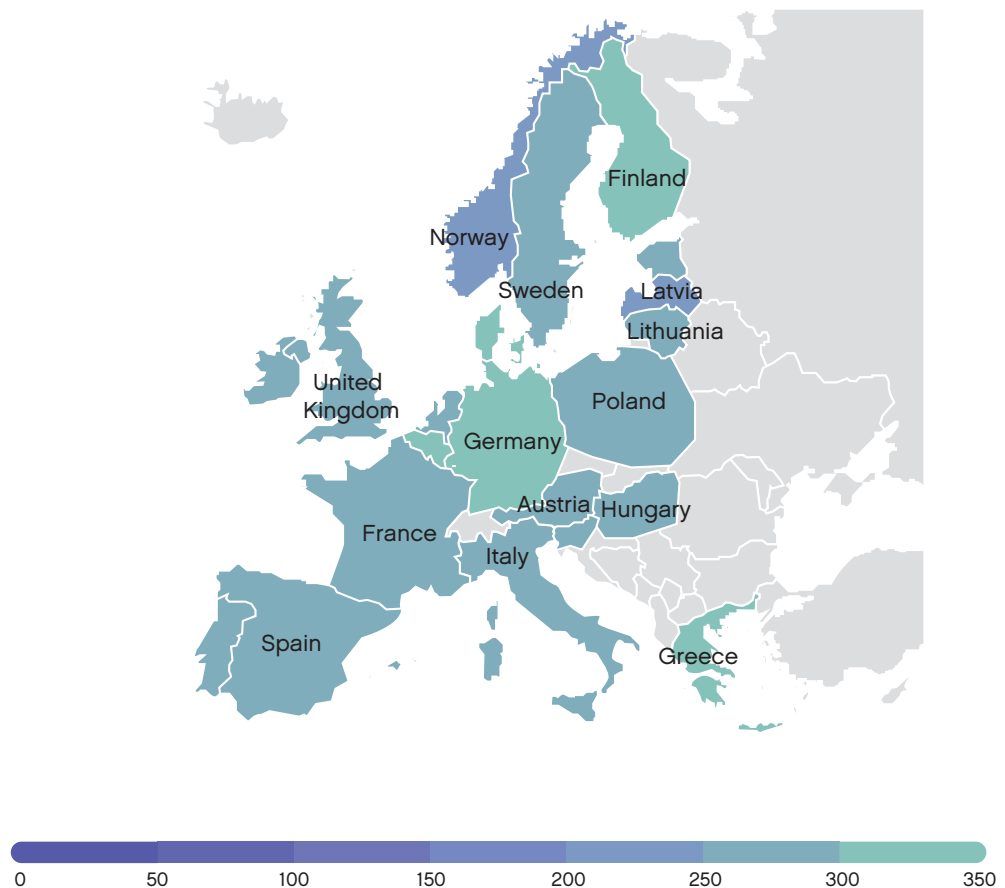 Finland
Norway
Sweden
Latvia
Lithuania
United
Kingdom
Poland
Germany
Austria
Hungary
France
Italy
Spain
Greece
0 50 100 150 200 250 300 350